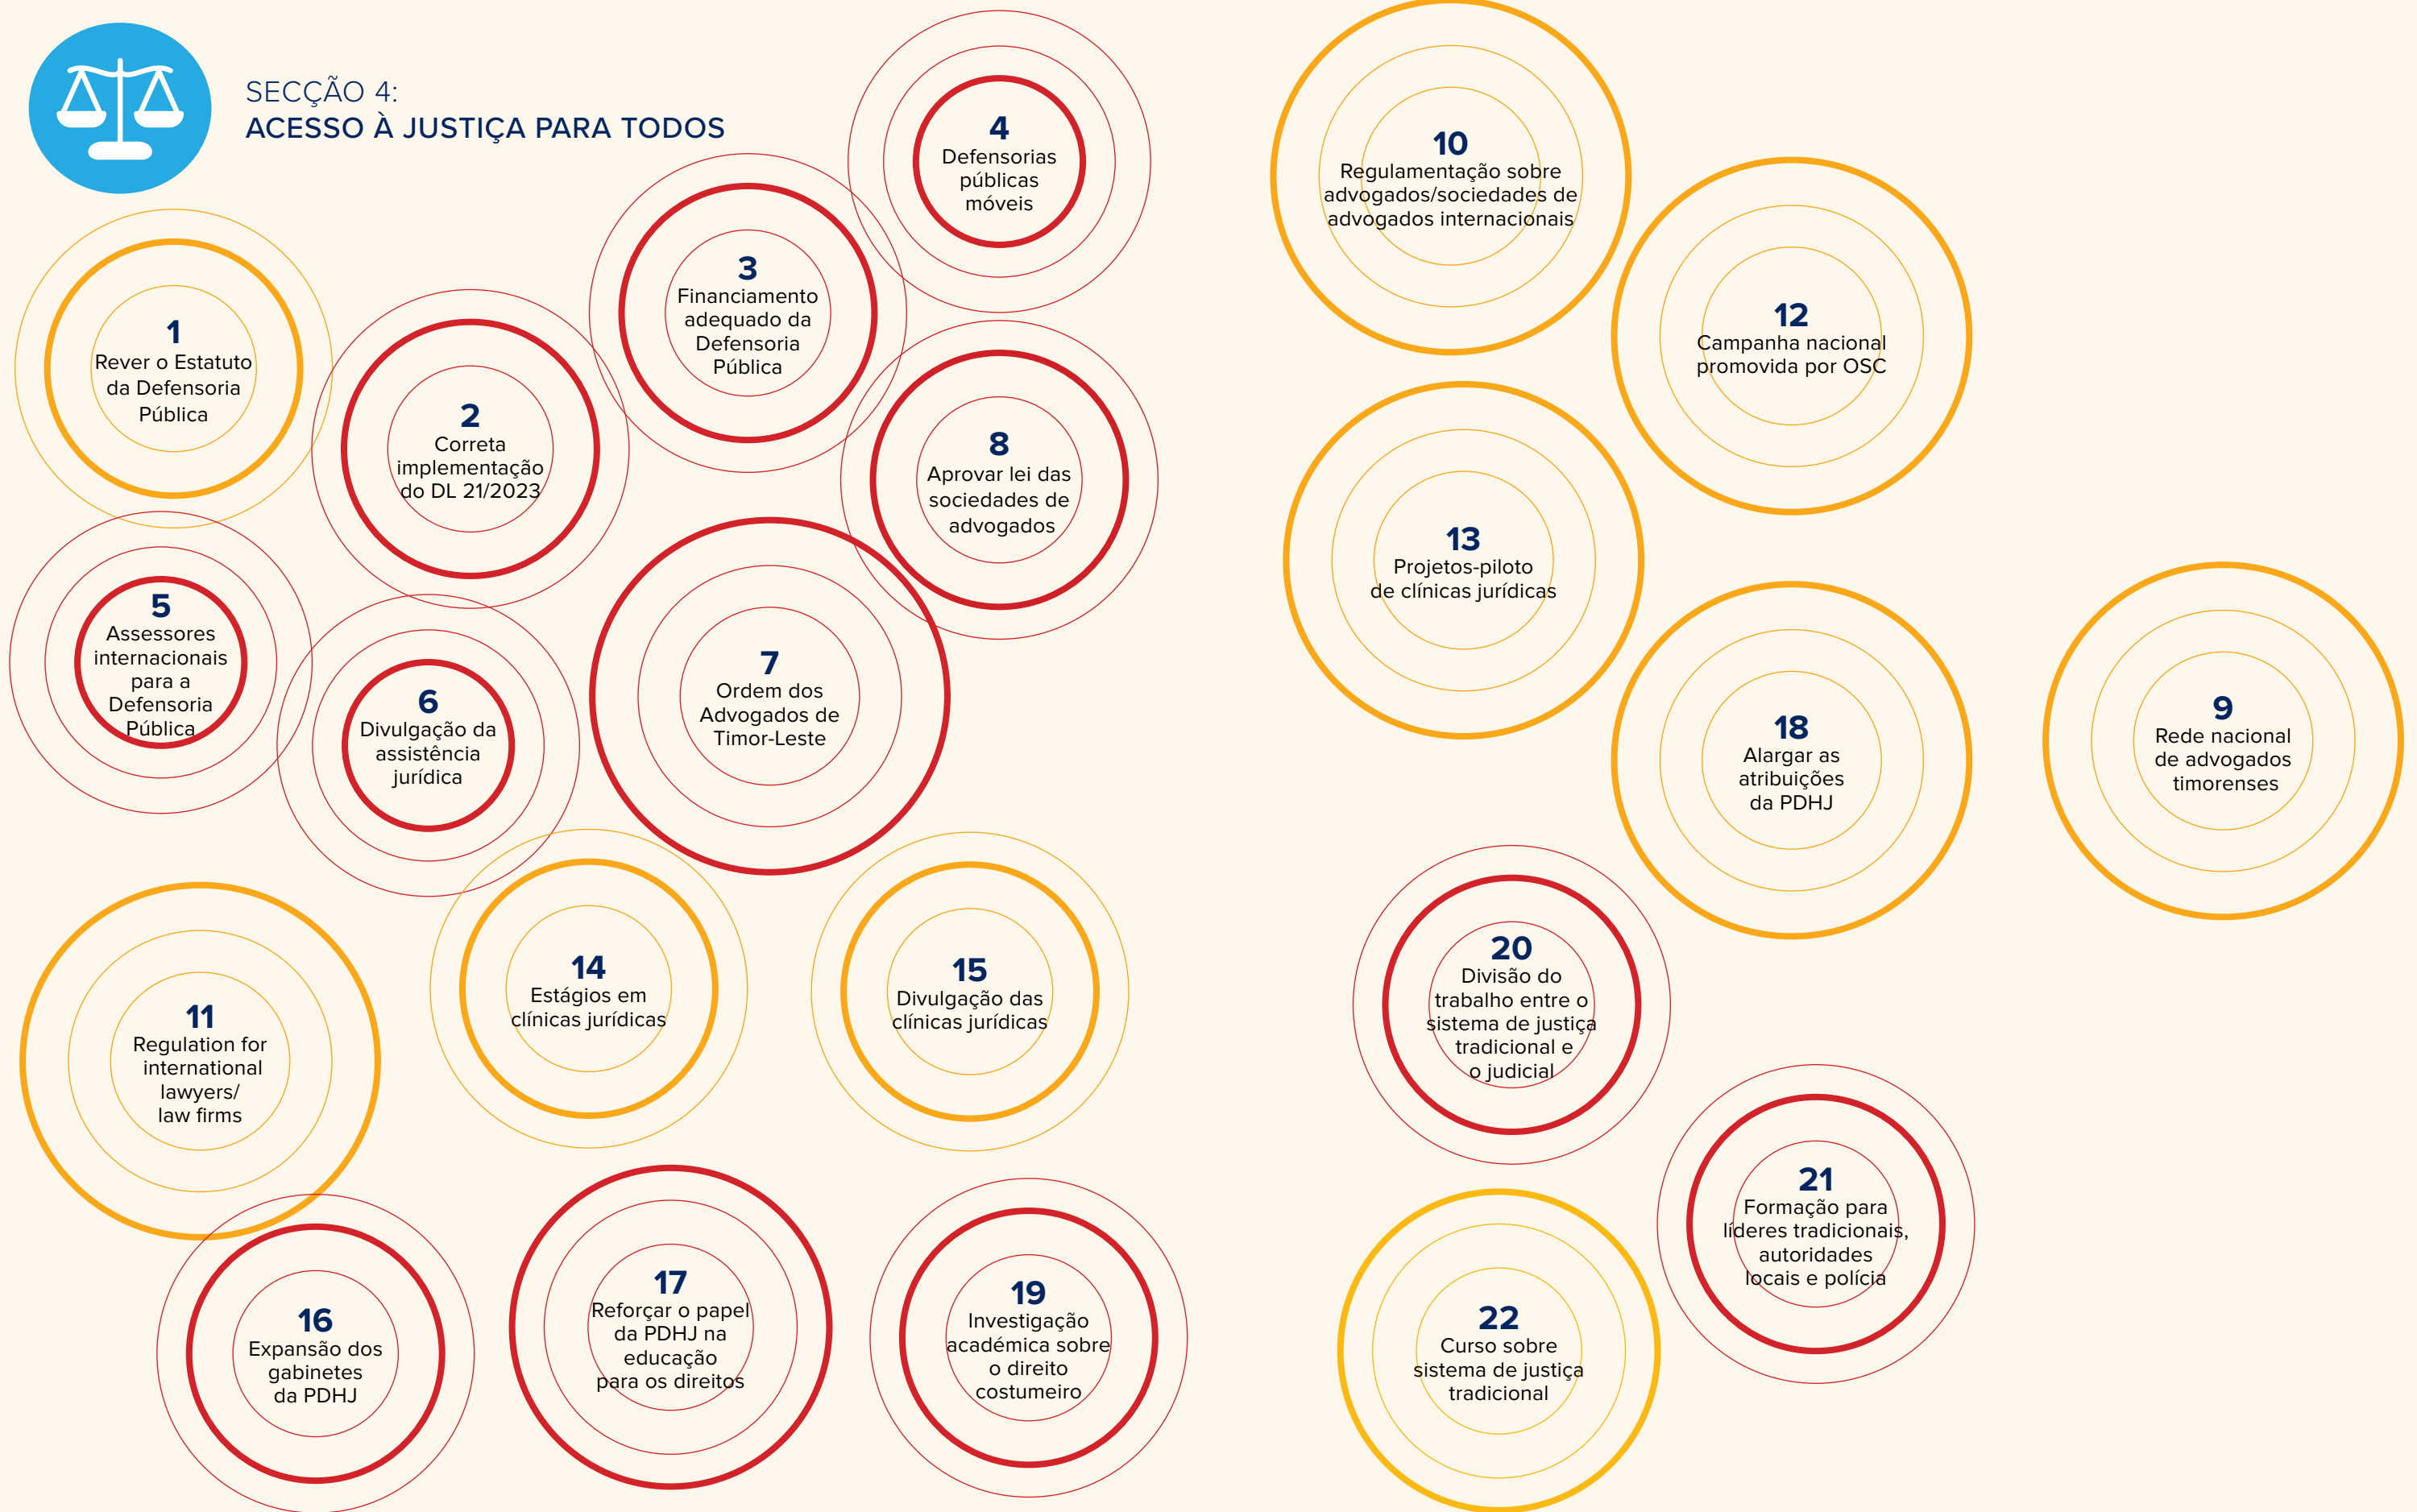 SECÇÃO 4:
ACESSO À JUSTIÇA PARA TODOS
1
Rever o Estatuto
da Defensoria
Pública
2
Correta
implementação
do DL 21/2023
3
Financiamento
adequado da
Defensoria
Pública
4
Defensorias
públicas
móveis
5
Assessores
internacionais
para a
Defensoria
Pública
6
Divulgação da
assistência
jurídica
7
Ordem dos
Advogados de
Timor-Leste
8
Aprovar lei das
sociedades de
advogados
11
Regulation for
international
lawyers/
law firms
14
Estágios em
clínicas jurídicas
15
Divulgação das
clínicas jurídicas
16
Expansão dos
gabinetes
da PDHJ
17
Reforçar o papel
da PDHJ na
educação
para os direitos
19
Investigação
académica sobre
o direito
costumeiro
10
Regulamentação sobre
advogados/sociedades de
advogados internacionais
12
Campanha nacional
promovida por OSC
13
Projetos-piloto
de clínicas jurídicas
18
Alargar as
atribuições
da PDHJ
9
Rede nacional
de advogados
timorenses
20
Divisão do
trabalho entre o
sistema de justiça
tradicional e
o judicial
21
Formação para
líderes tradicionais,
autoridades
locais e polícia
22
Curso sobre
sistema de justiça
tradicional